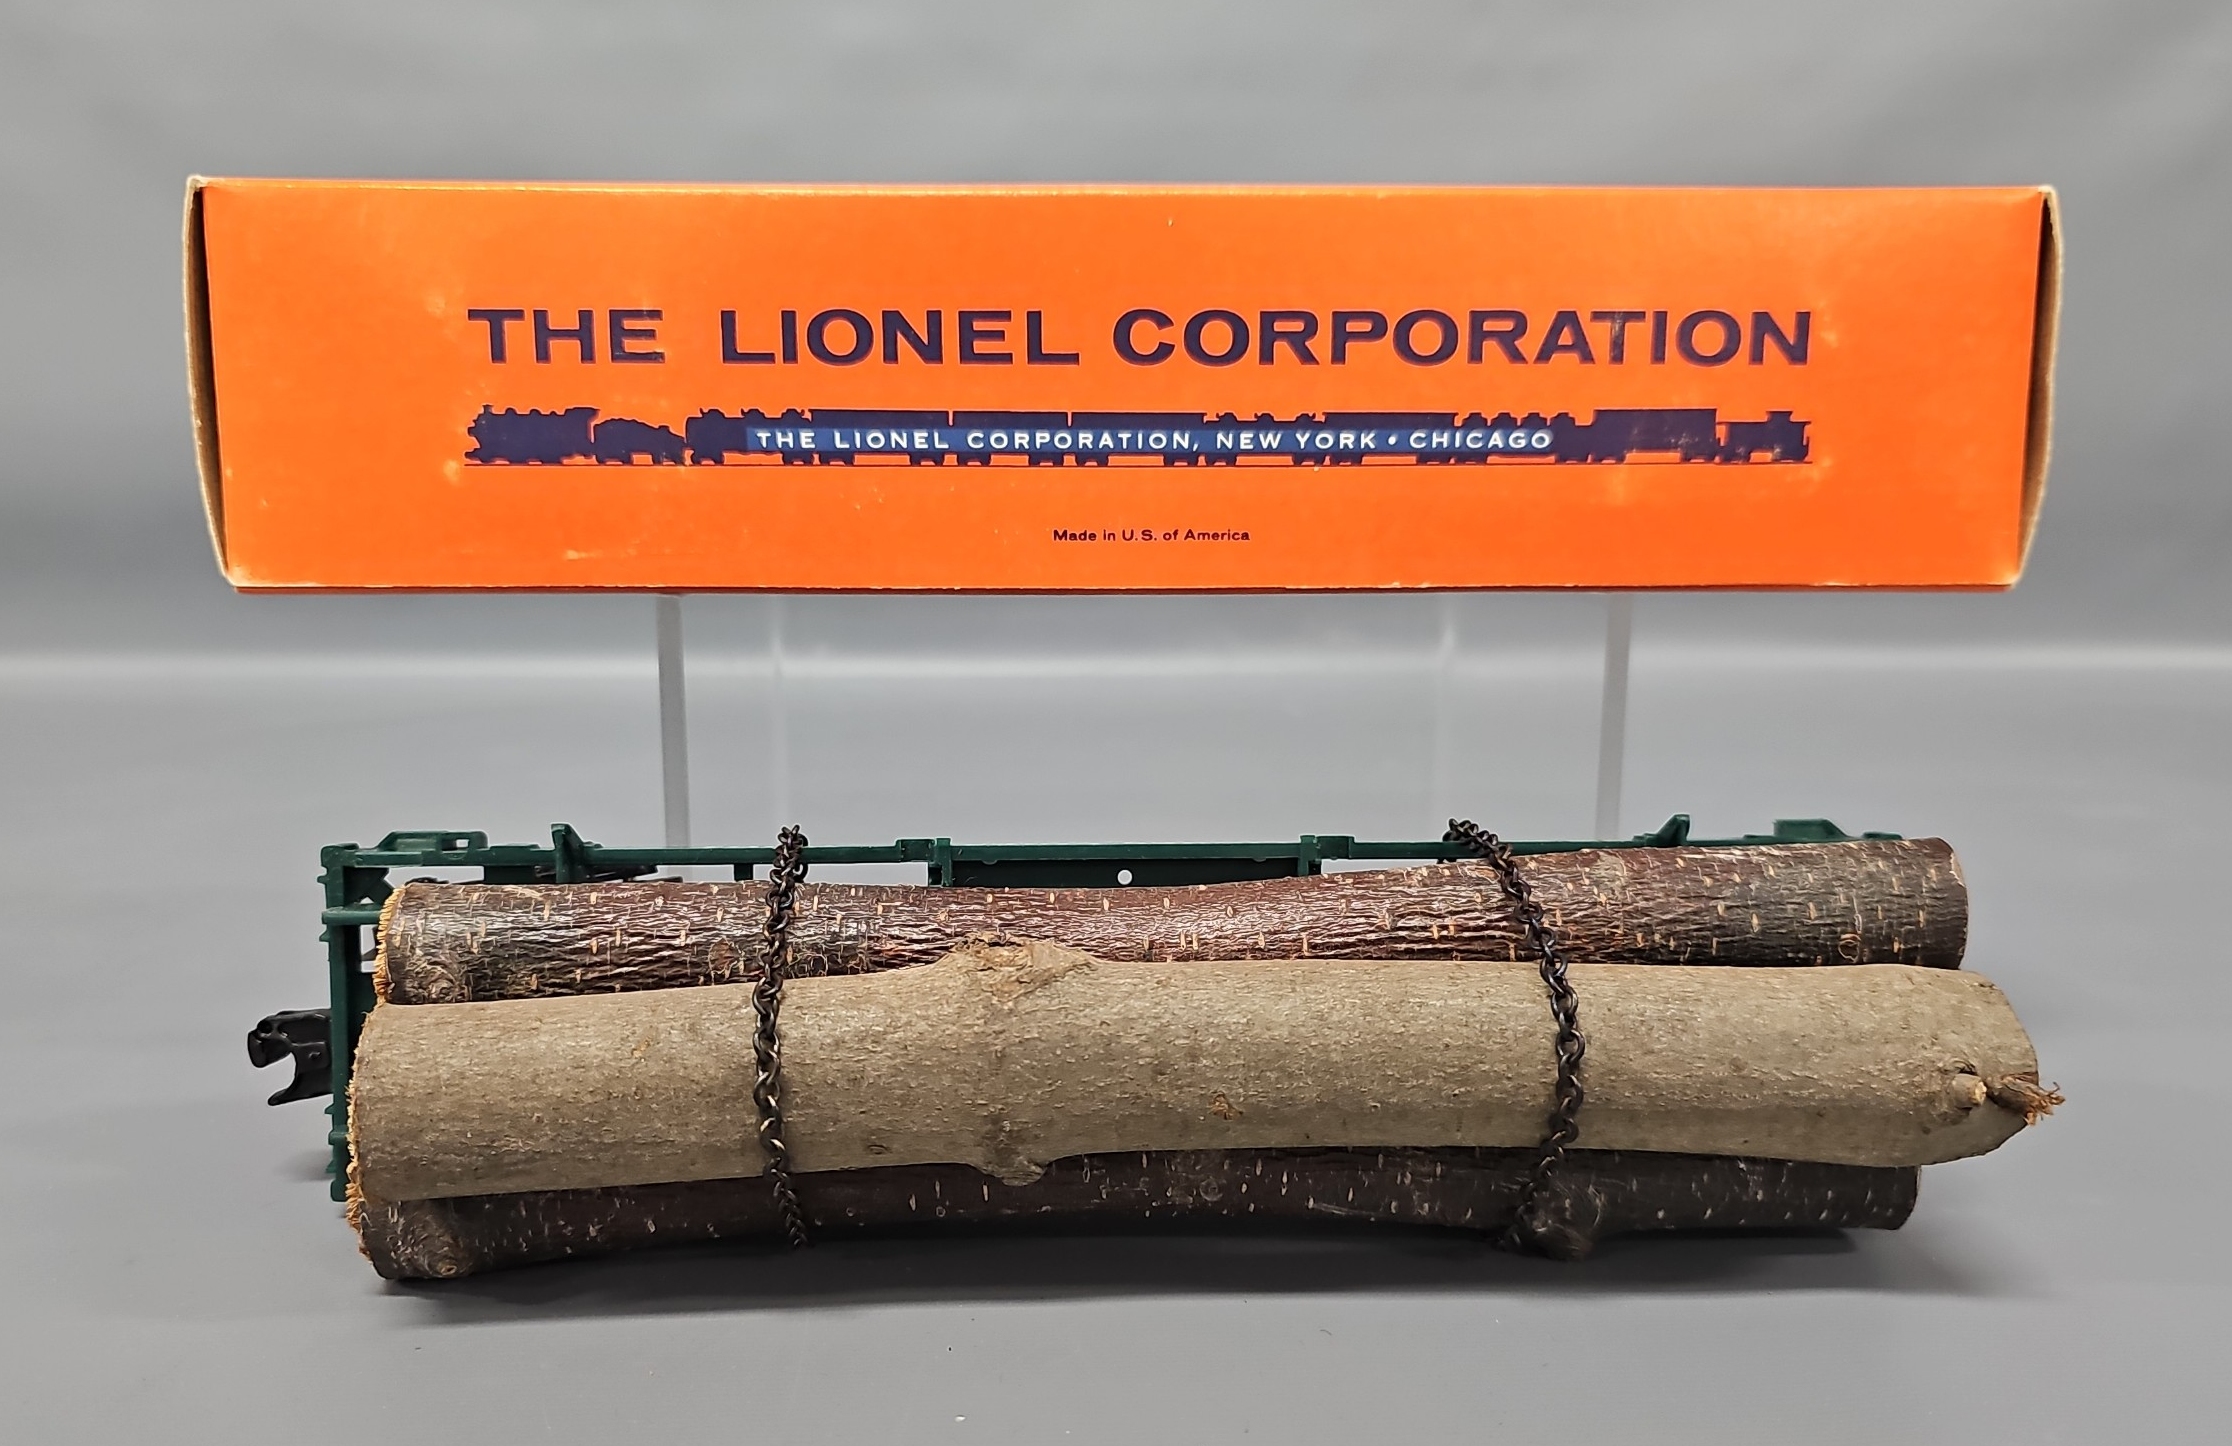 THE LIONEL CORPORATION
THE LIONEL CORPORATION, NEW YORK • CHICAGO
Made in U.S. of America